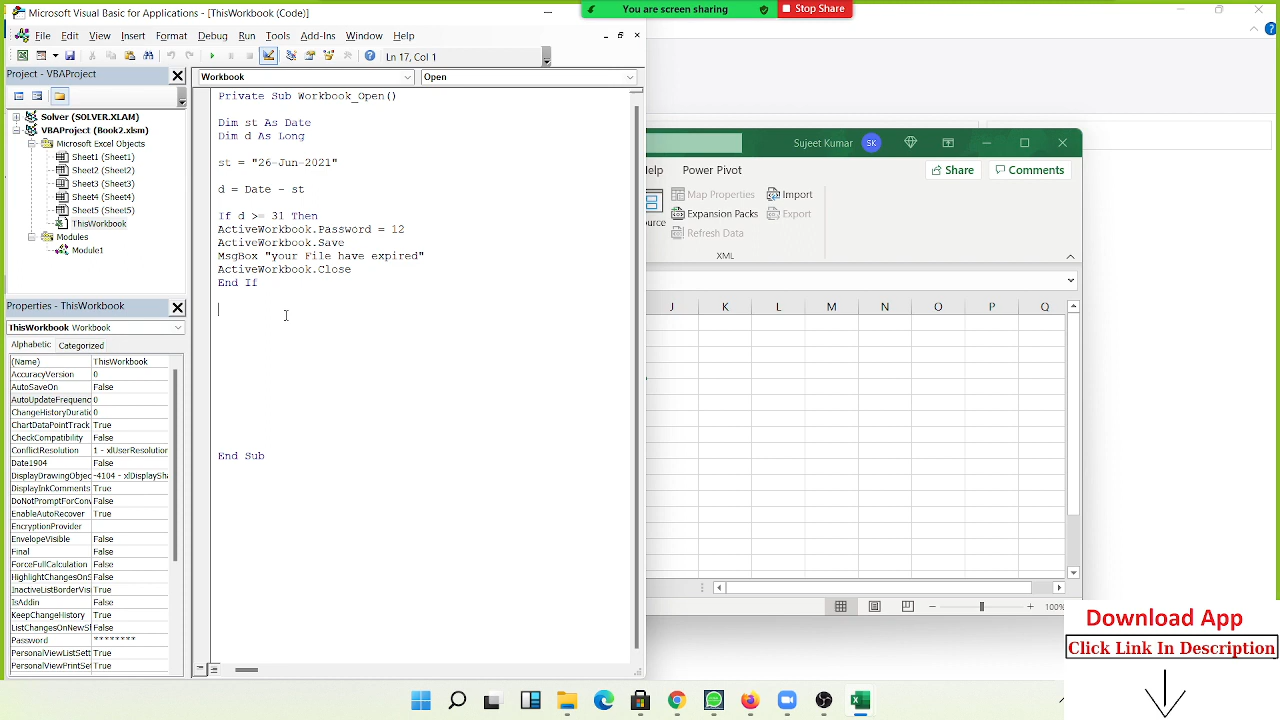 Microsoft Visual Basic for Applications - [ThisWorkbook (Code)]
You are screen sharing
Stop Share
File Edit View Insert Format Debug Run Tools Add-Ins Window Help
Ln 17, Col 1
Project - VBAProject
Workbook
Open
Solver (SOLVER.XLAM)
VBAProject (Book2.xlsm)
Microsoft Excel Objects
Sheet1 (Sheet1)
Sheet2 (Sheet2)
Sheet3 (Sheet3)
Sheet4 (Sheet4)
Sheet5 (Sheet5)
ThisWorkbook
Modules
Module1
Private Sub Workbook_Open()
Dim st As Date
Dim d As Long
st = "26-Jun-2021"
d = Date - st
If d >= 31 Then
ActiveWorkbook.Password = 12
ActiveWorkbook.Save
MsgBox "your File have expired"
ActiveWorkbook.Close
End If
End Sub
Properties - ThisWorkbook
ThisWorkbook Workbook
Alphabetic Categorized
(Name) ThisWorkbook
AccuracyVersion 0
AutoSaveOn False
AutoUpdateFrequenc 0
ChangeHistoryDuratio 0
ChartDataPointTrack True
CheckCompatibility False
ConflictResolution 1 - xlUserResolution
Date1904 False
DisplayDrawingObjec -4104 - xlDisplaySha
DisplayInkComments True
DoNotPromptForConv False
EnableAutoRecover True
EncryptionProvider
EnvelopeVisible False
Final False
ForceFullCalculation False
HighlightChangesOnS False
InactiveListBorderVis True
IsAddin False
KeepChangeHistory True
ListChangesOnNewSh False
Password ********
PersonalViewListSett True
PersonalViewPrintSet True
Sujeet Kumar SK
elp Power Pivot
Share
Comments
ource
Map Properties
Import
Expansion Packs
Export
Refresh Data
XML
J K L M N O P Q
100%
Download App
Click Link In Description